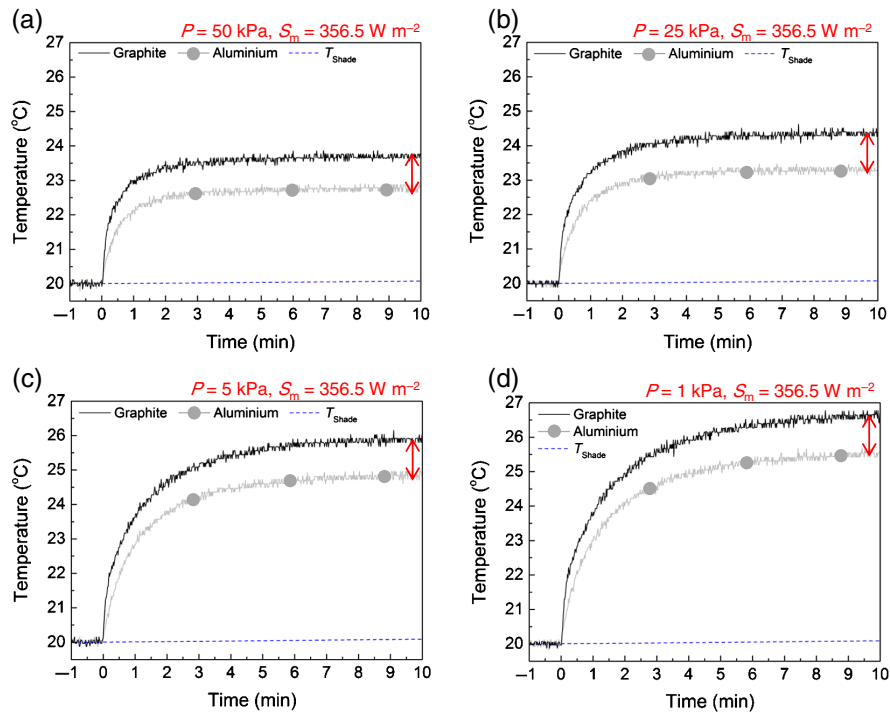 (a)
P = 50 kPa, Sm = 356.5 W m⁻²
27
26
25
24
23
22
21
20
Temperature (°C)
Graphite
Aluminium
TShade
−1 0 1 2 3 4 5 6 7 8 9 10
Time (min)
(b)
P = 25 kPa, Sm = 356.5 W m⁻²
27
26
25
24
23
22
21
20
Temperature (°C)
Graphite
Aluminium
TShade
−1 0 1 2 3 4 5 6 7 8 9 10
Time (min)
(c)
P = 5 kPa, Sm = 356.5 W m⁻²
27
26
25
24
23
22
21
20
Temperature (°C)
Graphite
Aluminium
TShade
−1 0 1 2 3 4 5 6 7 8 9 10
Time (min)
(d)
P = 1 kPa, Sm = 356.5 W m⁻²
27
26
25
24
23
22
21
20
Temperature (°C)
Graphite
Aluminium
TShade
−1 0 1 2 3 4 5 6 7 8 9 10
Time (min)